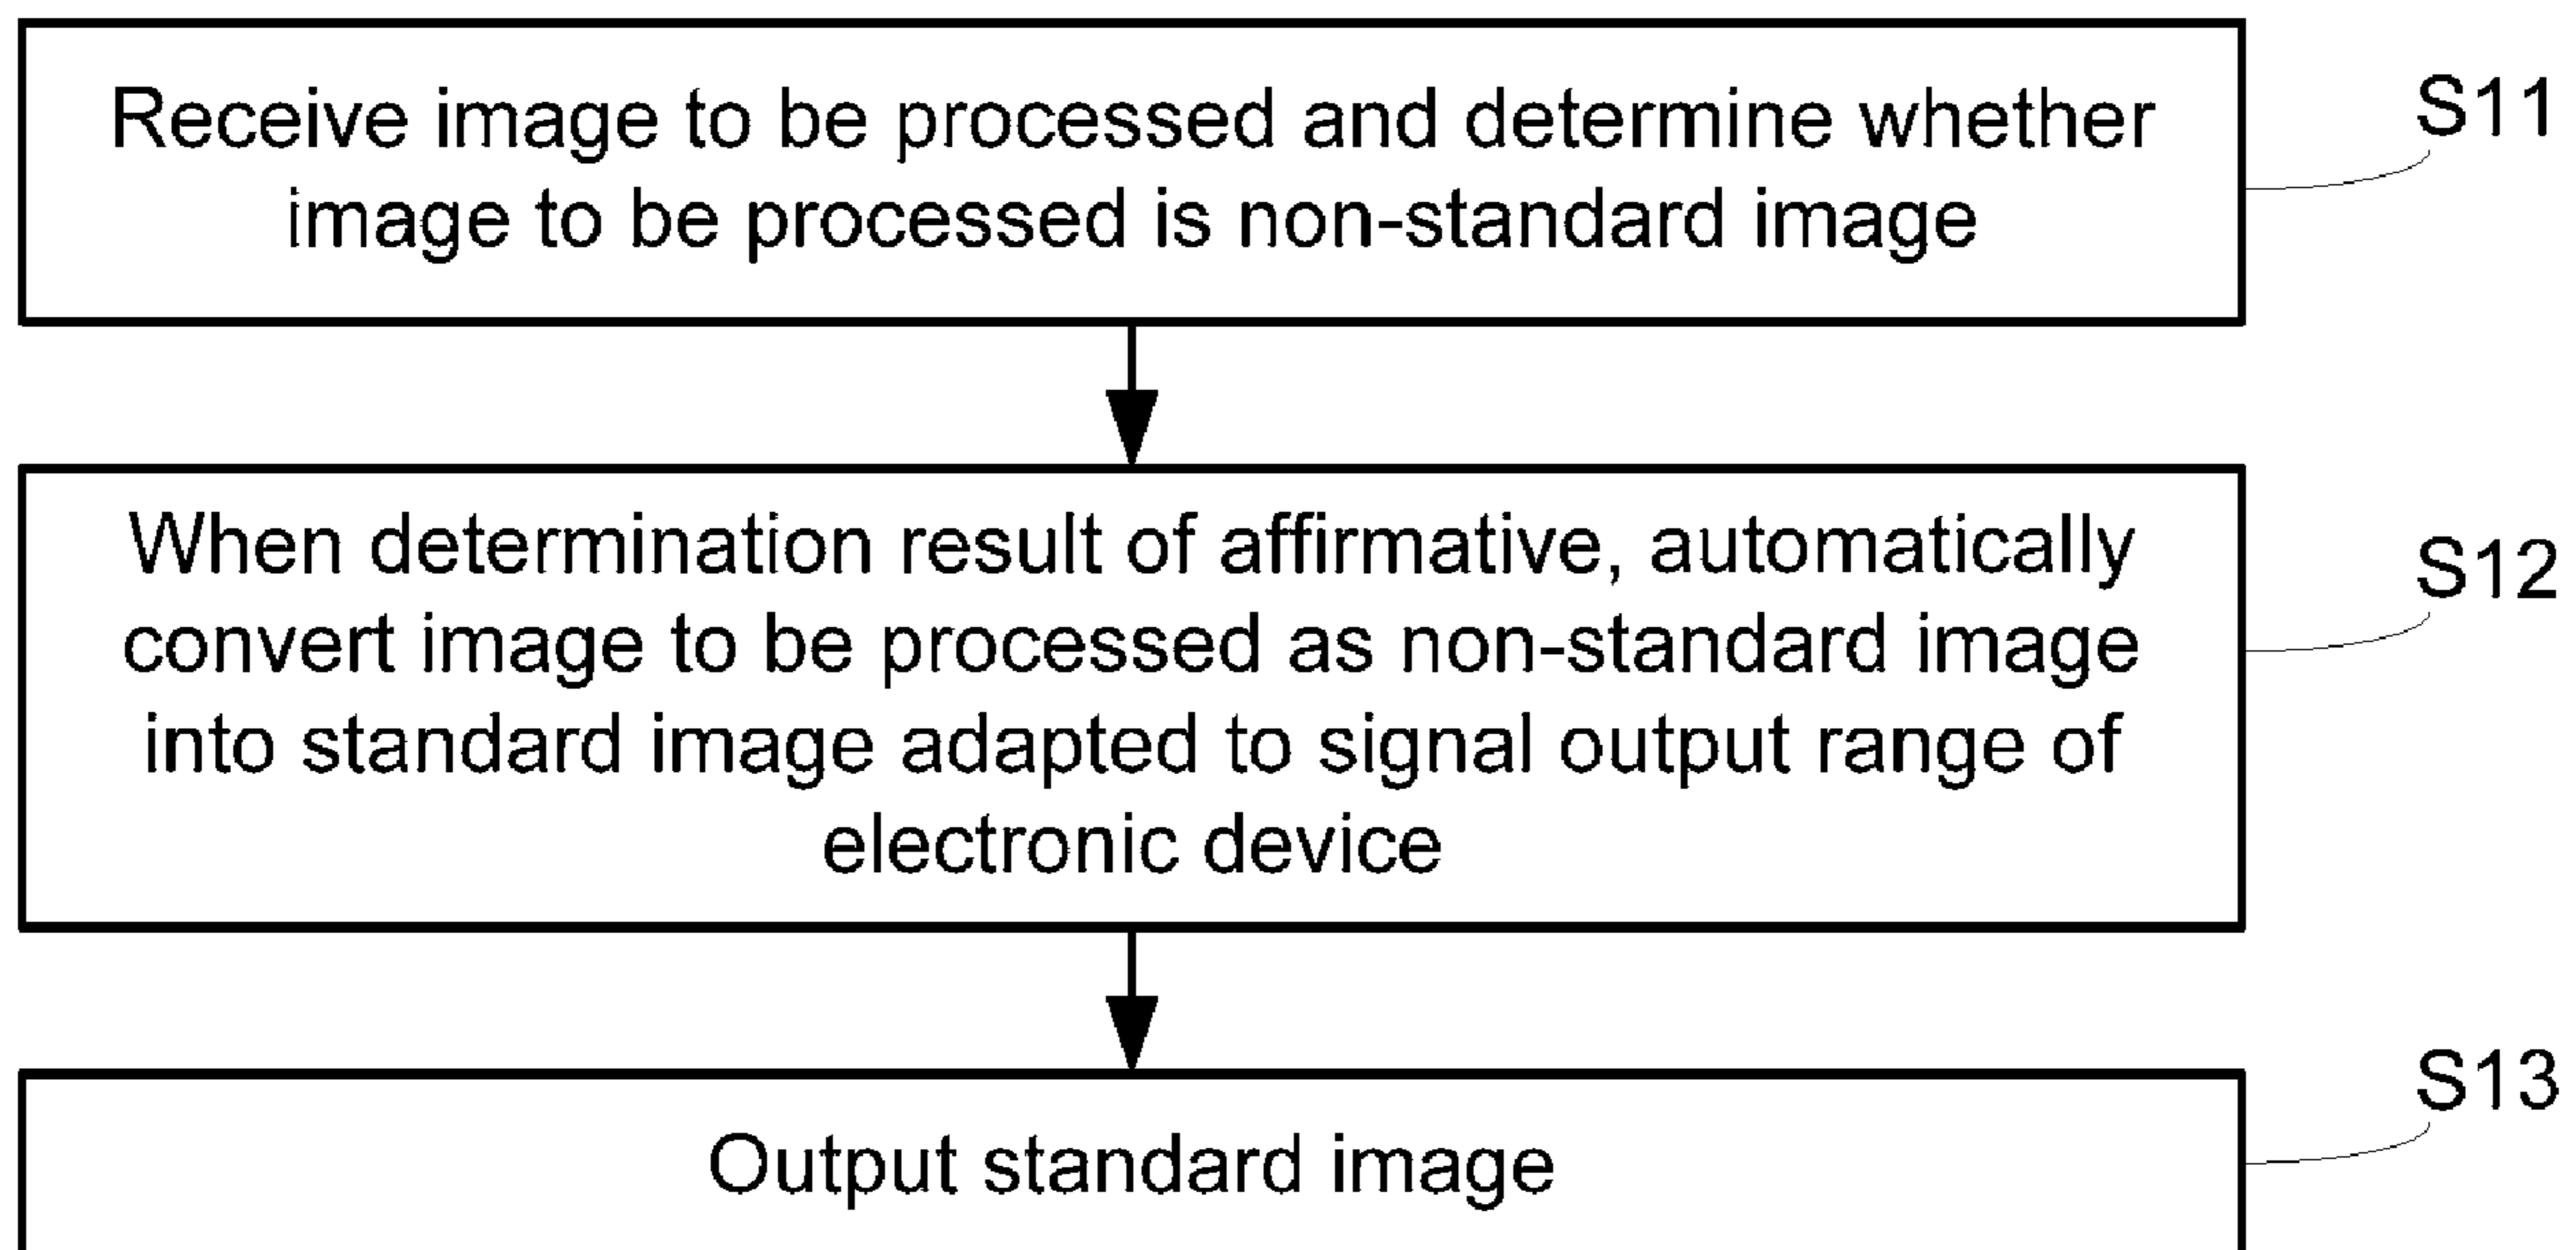 Receive image to be processed and determine whether
image to be processed is non-standard image
S11
When determination result of affirmative, automatically
convert image to be processed as non-standard image
into standard image adapted to signal output range of
electronic device
S12
Output standard image
S13